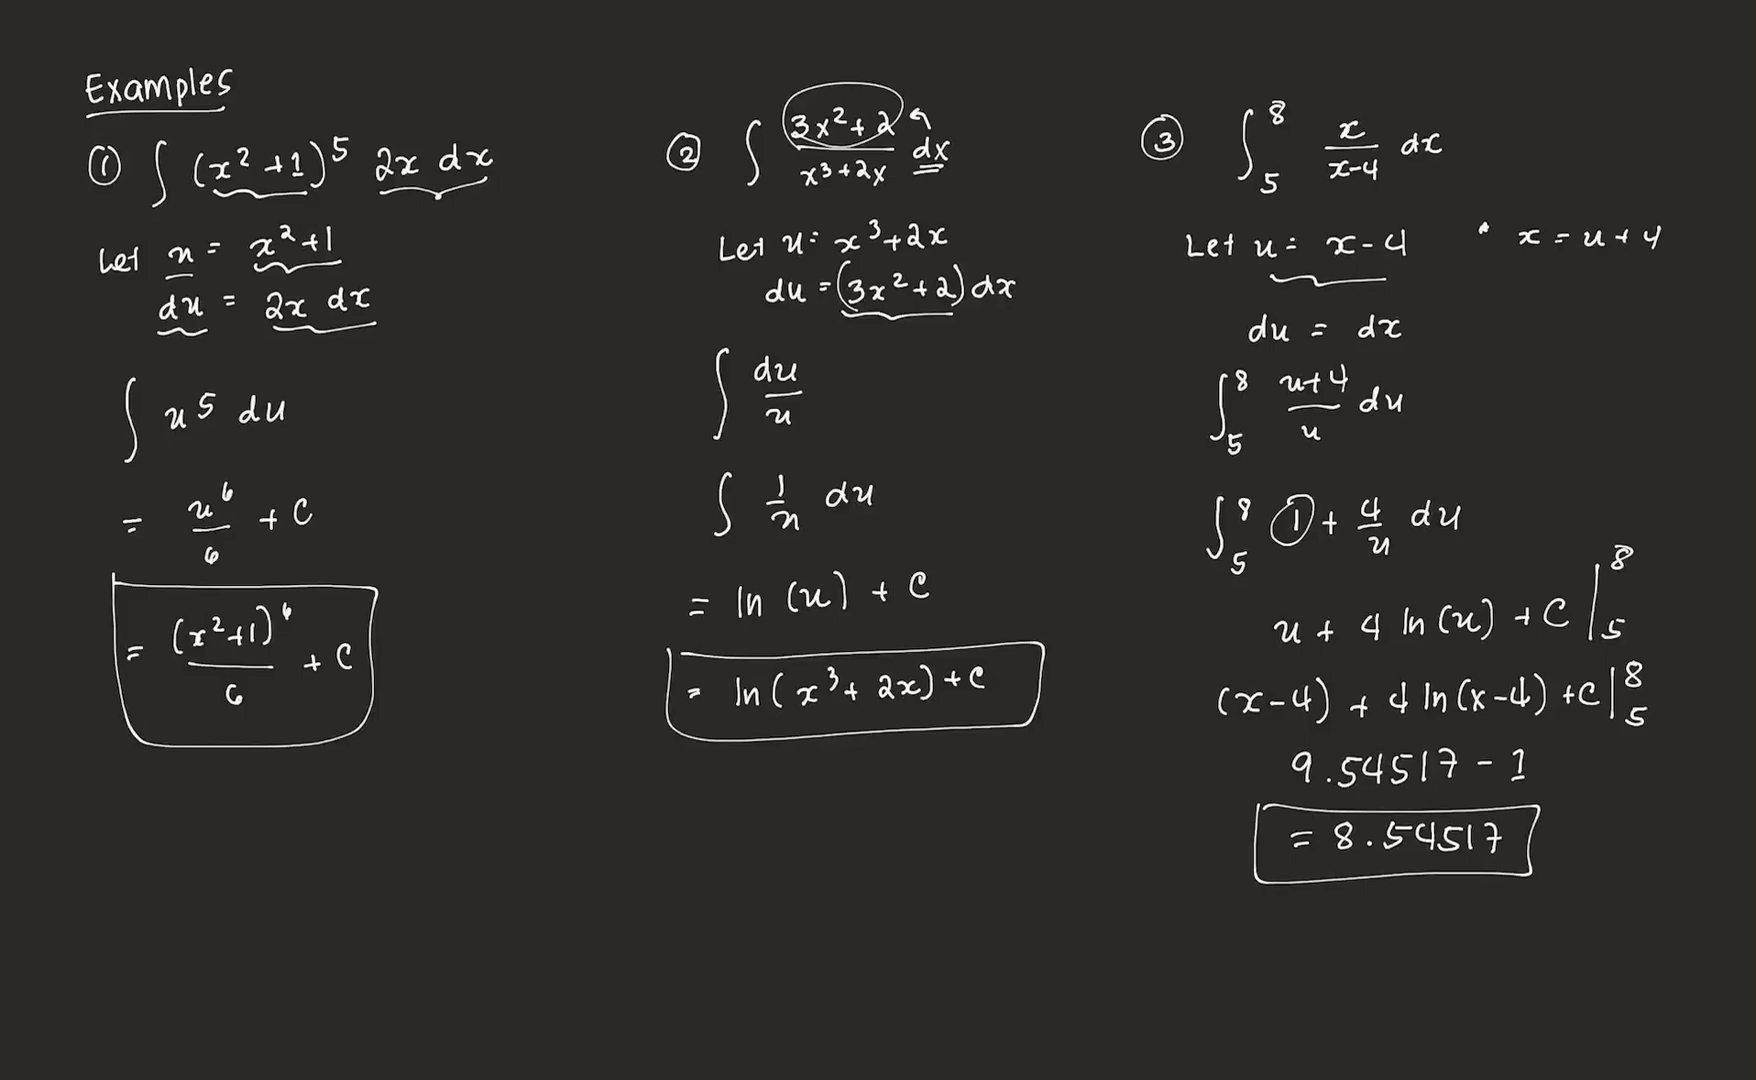 Examples
① ∫ (x² + 1)⁵ 2x dx
Let u = x² + 1
du = 2x dx
∫ u⁵ du
= u⁶/6 + C
= (x² + 1)⁶/6 + C
② ∫ (3x² + 2)/(x³ + 2x) dx
Let u = x³ + 2x
du = (3x² + 2) dx
∫ du/u
∫ 1/u du
= ln (u) + C
= ln (x³ + 2x) + C
③ ∫₅⁸ x/(x-4) dx
Let u = x - 4 • x = u + 4
du = dx
∫₅⁸ (u+4)/u du
∫₅⁸ 1 + 4/u du
u + 4 ln (u) + C |₅⁸
(x-4) + 4 ln (x-4) + C |₅⁸
9.54517 - 1
= 8.54517